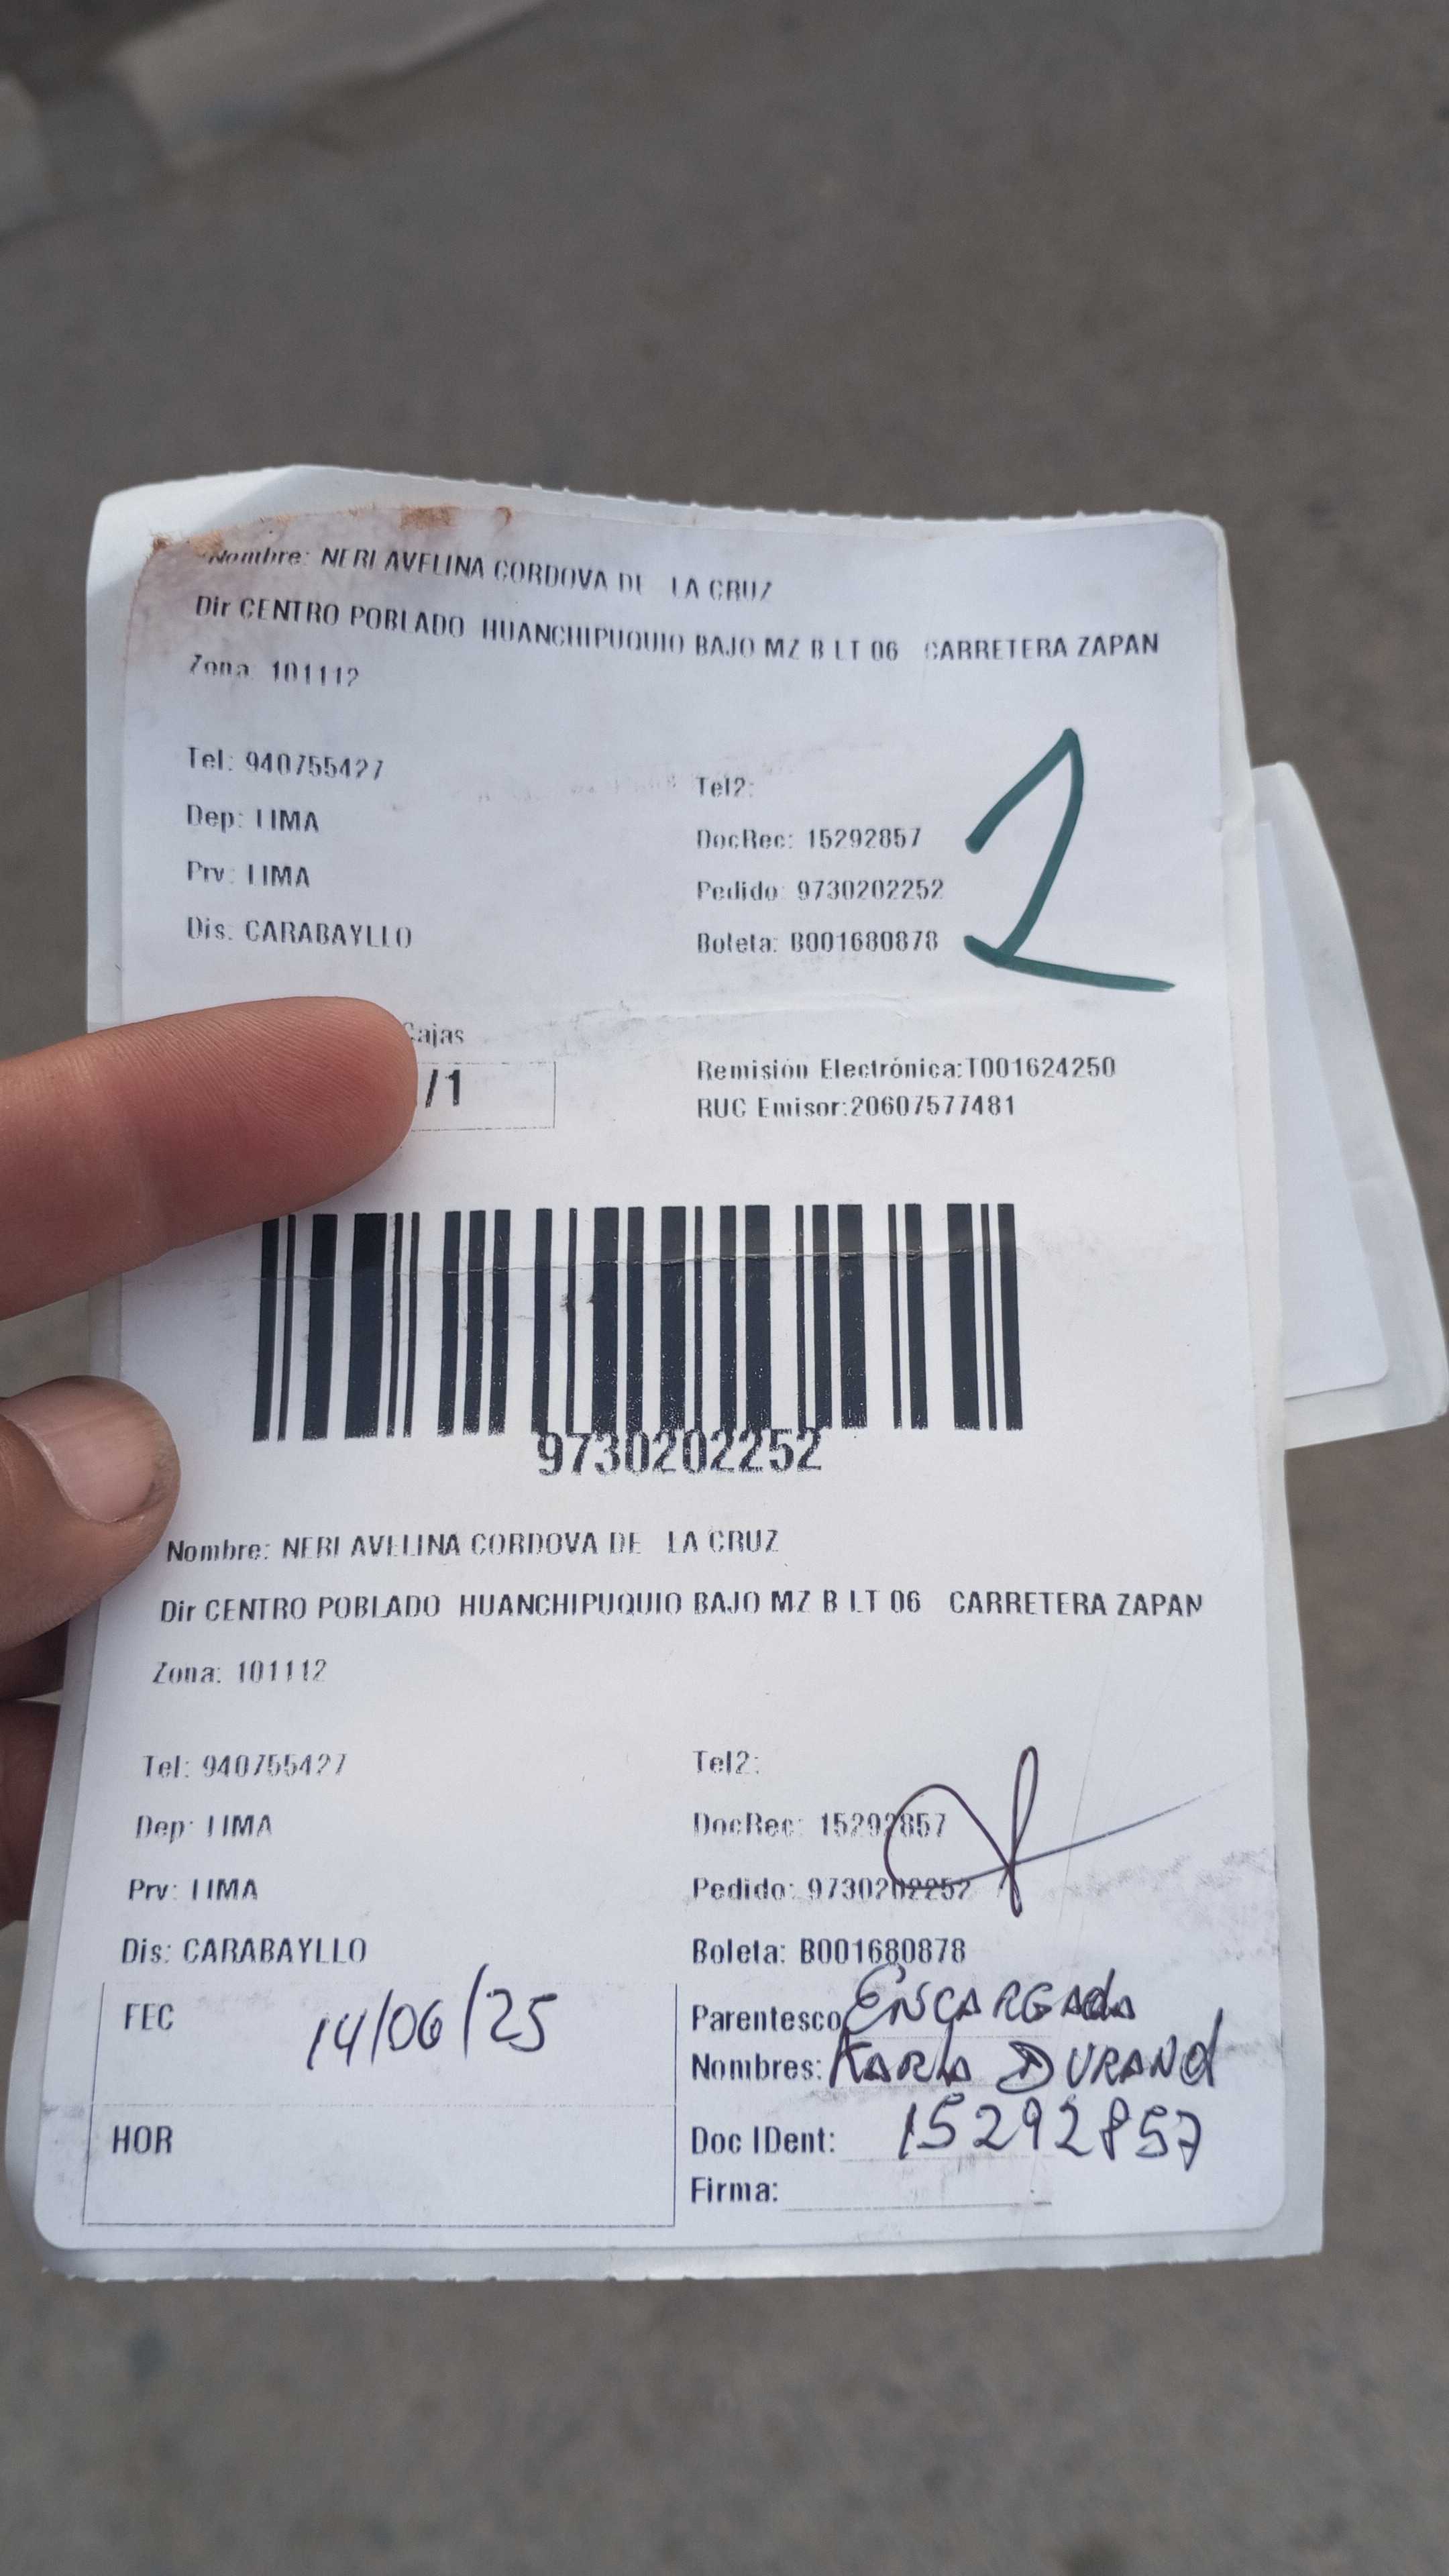 Nombre: NERI AVELINA CORDOVA DE LA CRUZ
Dir CENTRO POBLADO HUANCHIPUQUIO BAJO MZ B LT 06 CARRETERA ZAPAN
Zona: 101112
Tel: 940755427
Tel2:
Dep: LIMA
DocRec: 15292857
Prv: LIMA
Pedido: 9730202252
Dis: CARABAYLLO
Boleta: B001680878
1
Cajas
/1
Remisión Electrónica:T001624250
RUC Emisor:20607577481
9730202252
Nombre: NERI AVELINA CORDOVA DE LA CRUZ
Dir CENTRO POBLADO HUANCHIPUQUIO BAJO MZ B LT 06 CARRETERA ZAPAN
Zona: 101112
Tel: 940755427
Tel2:
Dep: LIMA
DocRec: 15292857
Prv: LIMA
Pedido: 9730202252
Dis: CARABAYLLO
Boleta: B001680878
FEC 14/06/25
Parentesco ENCARGADA
Nombres: KARLA DURAND
HOR
Doc IDent: 15292857
Firma: